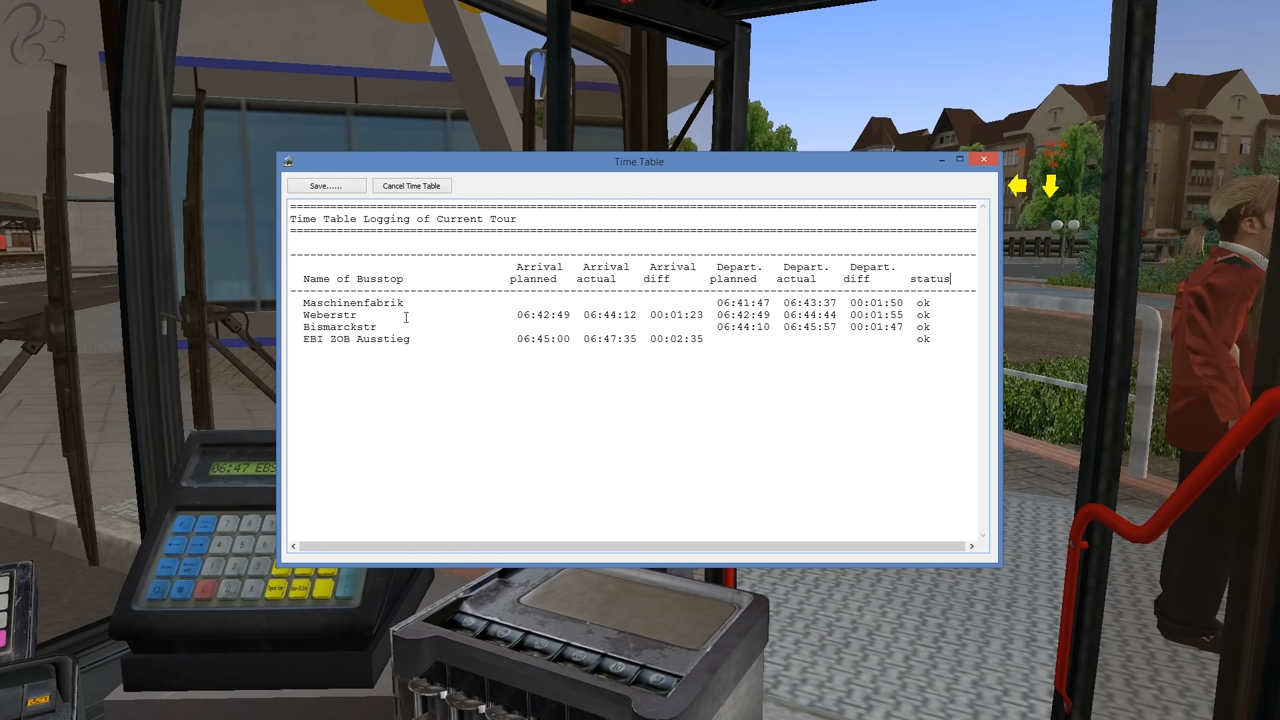 Time Table
Save......
Cancel Time Table
Time Table Logging of Current Tour
Arrival Arrival Arrival Depart. Depart. Depart.
Name of Busstop planned actual diff planned actual diff status
Maschinenfabrik 06:41:47 06:43:37 00:01:50 ok
Weberstr 06:42:49 06:44:12 00:01:23 06:42:49 06:44:44 00:01:55 ok
Bismarckstr 06:44:10 06:45:57 00:01:47 ok
EBI ZOB Ausstieg 06:45:00 06:47:35 00:02:35 ok
06:47 EBS